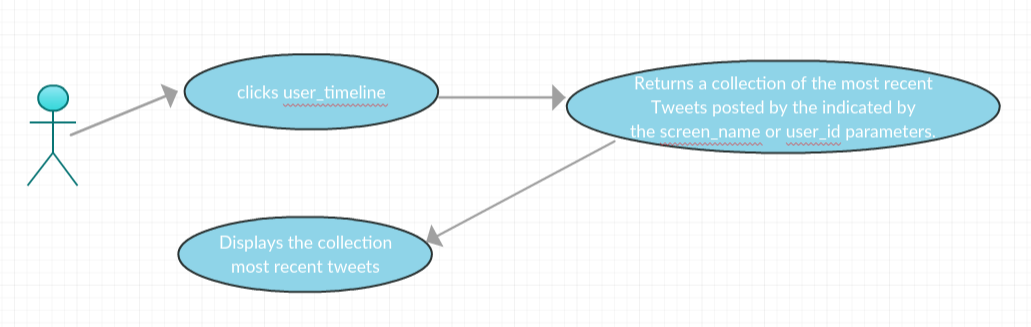 clicks user_timeline
Returns a collection of the most recent
Tweets posted by the indicated by
the screen_name or user_id parameters.
Displays the collection
most recent tweets